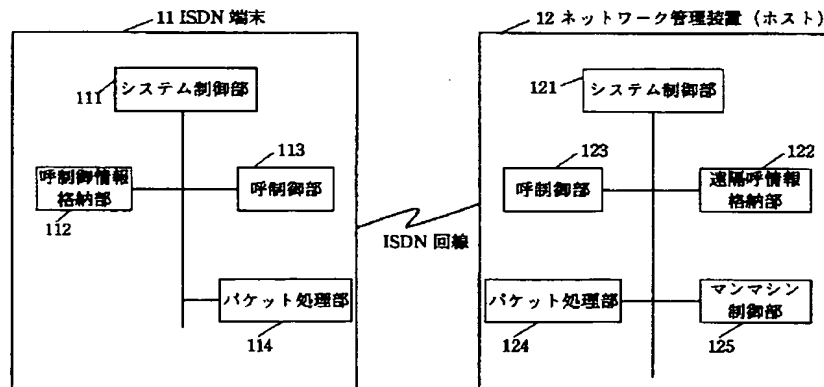 11 ISDN 端末
111
システム制御部
113
呼制御情報
格納部
112
呼制御部
パケット処理部
114
ISDN 回線
12 ネットワーク管理装置 (ホスト)
121
システム制御部
123
呼制御部
122
遠隔呼情報
格納部
パケット処理部
124
マンマシン
制御部
125